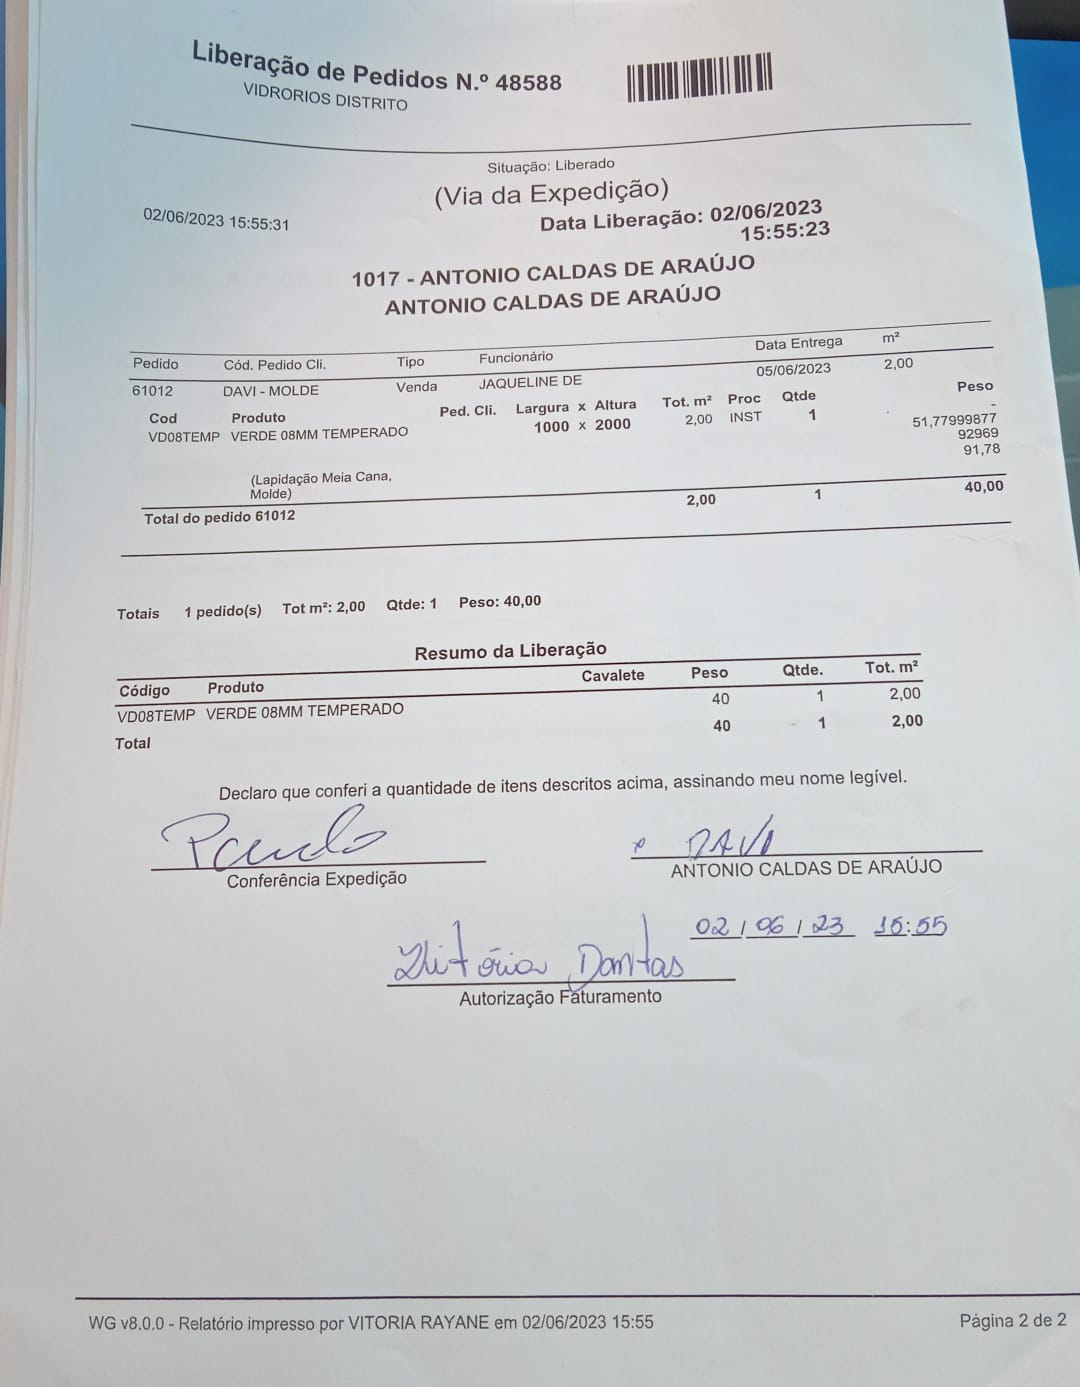 Liberação de Pedidos N.º 48588
VIDRORIOS DISTRITO
Situação: Liberado
(Via da Expedição)
02/06/2023 15:55:31
Data Liberação: 02/06/2023
15:55:23
1017 - ANTONIO CALDAS DE ARAÚJO
ANTONIO CALDAS DE ARAÚJO
Pedido Cód. Pedido Cli. Tipo Funcionário Data Entrega m²
61012 DAVI - MOLDE Venda JAQUELINE DE 05/06/2023 2,00
Cod Produto Ped. Cli. Largura x Altura Tot. m² Proc Qtde Peso
VD08TEMP VERDE 08MM TEMPERADO 1000 x 2000 2,00 INST 1 -
51,77999877
92969
91,78
(Lapidação Meia Cana,
Molde)
Total do pedido 61012 2,00 1 40,00
Totais 1 pedido(s) Tot m²: 2,00 Qtde: 1 Peso: 40,00
Resumo da Liberação
Código Produto Cavalete Peso Qtde. Tot. m²
VD08TEMP VERDE 08MM TEMPERADO 40 1 2,00
Total 40 1 2,00
Declaro que conferi a quantidade de itens descritos acima, assinando meu nome legível.
DAVI
Conferência Expedição
ANTONIO CALDAS DE ARAÚJO
02/06/23 15:55
Vitória Dantas
Autorização Faturamento
WG v8.0.0 - Relatório impresso por VITORIA RAYANE em 02/06/2023 15:55
Página 2 de 2